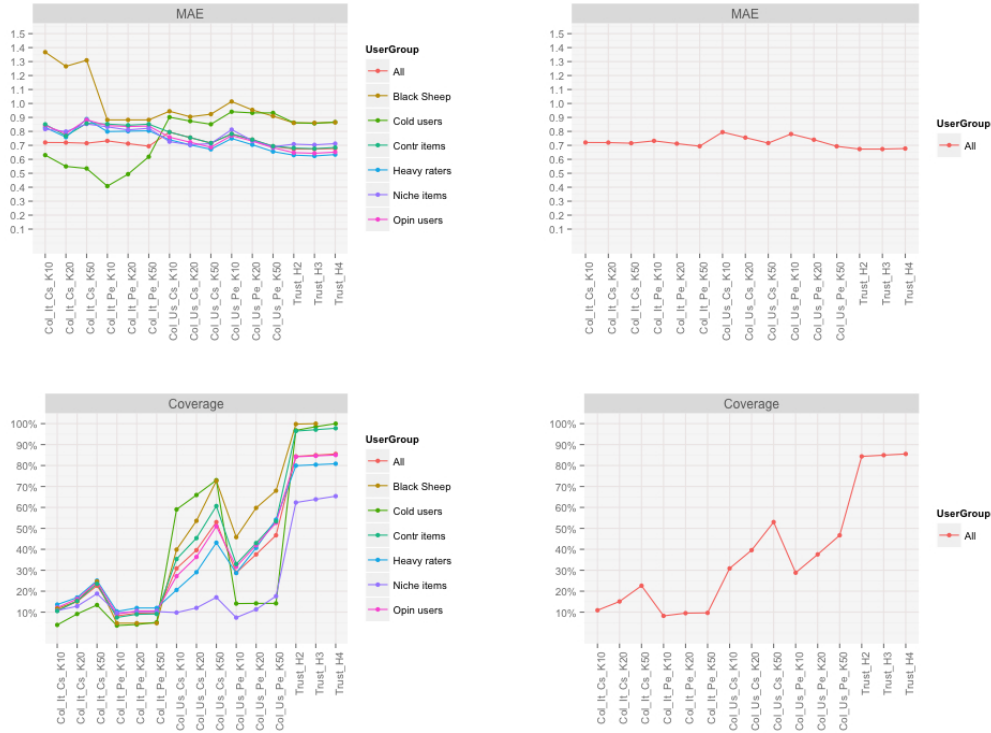 MAE
1.5
1.4
1.3
1.2
1.1
1.0
0.9
0.8
0.7
0.6
0.5
0.4
0.3
0.2
0.1
Col_It_Cs_K10
Col_It_Cs_K20
Col_It_Cs_K50
Col_It_Pe_K10
Col_It_Pe_K20
Col_It_Pe_K50
Col_Us_Cs_K10
Col_Us_Cs_K20
Col_Us_Cs_K50
Col_Us_Pe_K10
Col_Us_Pe_K20
Col_Us_Pe_K50
Trust_H2
Trust_H3
Trust_H4
UserGroup
All
Black Sheep
Cold users
Contr items
Heavy raters
Niche items
Opin users
MAE
1.5
1.4
1.3
1.2
1.1
1.0
0.9
0.8
0.7
0.6
0.5
0.4
0.3
0.2
0.1
Col_It_Cs_K10
Col_It_Cs_K20
Col_It_Cs_K50
Col_It_Pe_K10
Col_It_Pe_K20
Col_It_Pe_K50
Col_Us_Cs_K10
Col_Us_Cs_K20
Col_Us_Cs_K50
Col_Us_Pe_K10
Col_Us_Pe_K20
Col_Us_Pe_K50
Trust_H2
Trust_H3
Trust_H4
UserGroup
All
Coverage
100%
90%
80%
70%
60%
50%
40%
30%
20%
10%
Col_It_Cs_K10
Col_It_Cs_K20
Col_It_Cs_K50
Col_It_Pe_K10
Col_It_Pe_K20
Col_It_Pe_K50
Col_Us_Cs_K10
Col_Us_Cs_K20
Col_Us_Cs_K50
Col_Us_Pe_K10
Col_Us_Pe_K20
Col_Us_Pe_K50
Trust_H2
Trust_H3
Trust_H4
UserGroup
All
Black Sheep
Cold users
Contr items
Heavy raters
Niche items
Opin users
Coverage
100%
90%
80%
70%
60%
50%
40%
30%
20%
10%
Col_It_Cs_K10
Col_It_Cs_K20
Col_It_Cs_K50
Col_It_Pe_K10
Col_It_Pe_K20
Col_It_Pe_K50
Col_Us_Cs_K10
Col_Us_Cs_K20
Col_Us_Cs_K50
Col_Us_Pe_K10
Col_Us_Pe_K20
Col_Us_Pe_K50
Trust_H2
Trust_H3
Trust_H4
UserGroup
All